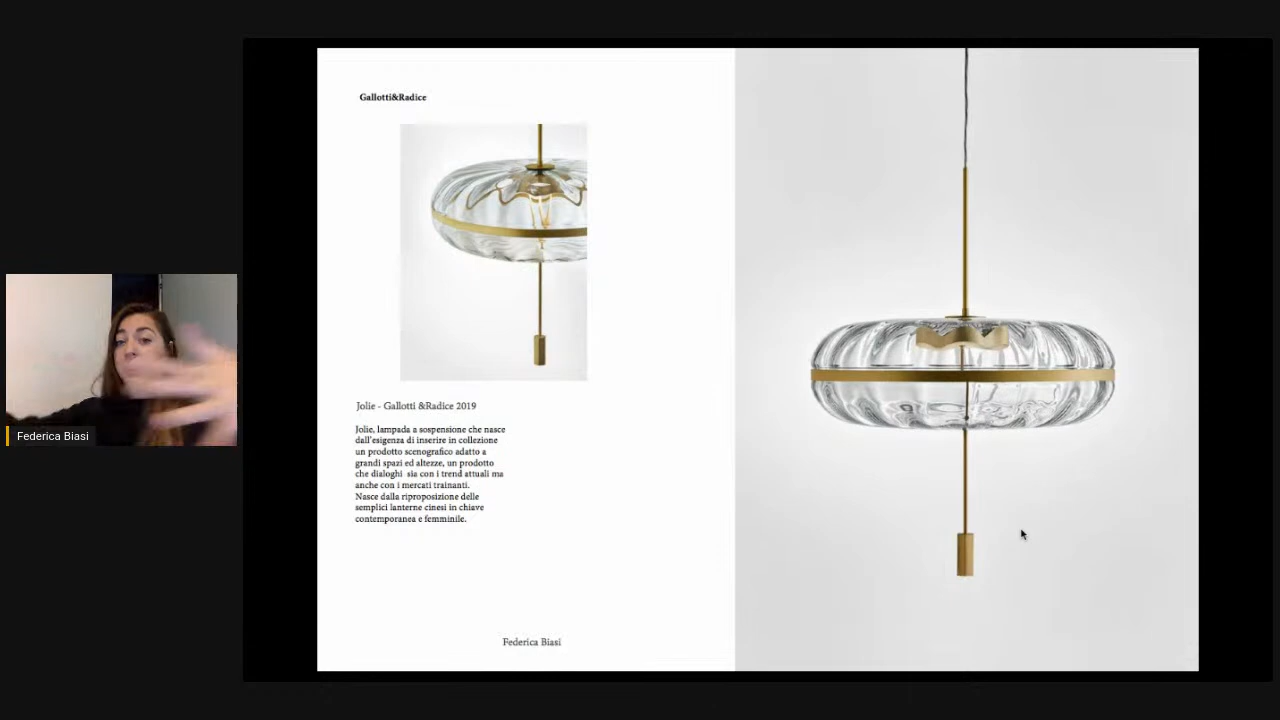 Gallotti&Radice
Jolie - Gallotti &Radice 2019
Jolie, lampada a sospensione che nasce
dall'esigenza di inserire in collezione
un prodotto scenografico adatto a
grandi spazi ed altezze, un prodotto
che dialoghi sia con i trend attuali ma
anche con i mercati trainanti.
Nasce dalla riproposizione delle
semplici lanterne cinesi in chiave
contemporanea e femminile.
Federica Biasi
Federica Biasi